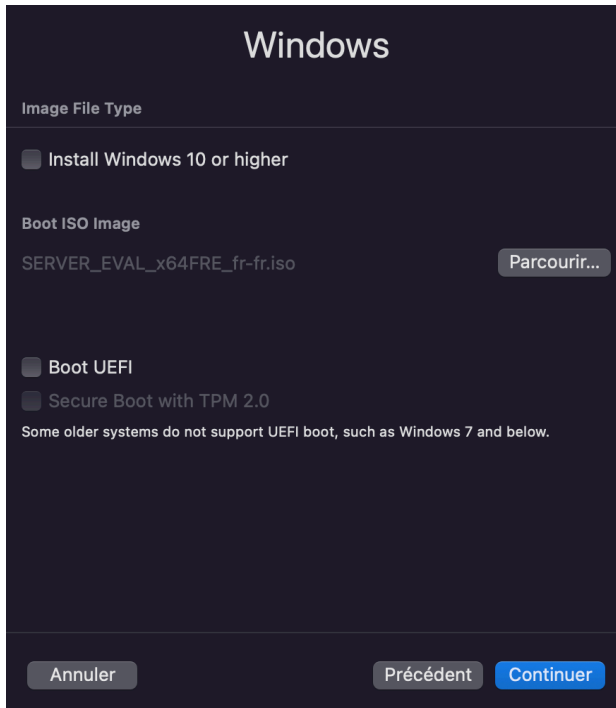 Windows
Image File Type
Install Windows 10 or higher
Boot ISO Image
SERVER_EVAL_x64FRE_fr-fr.iso
Parcourir...
Boot UEFI
Secure Boot with TPM 2.0
Some older systems do not support UEFI boot, such as Windows 7 and below.
Annuler
Précédent
Continuer